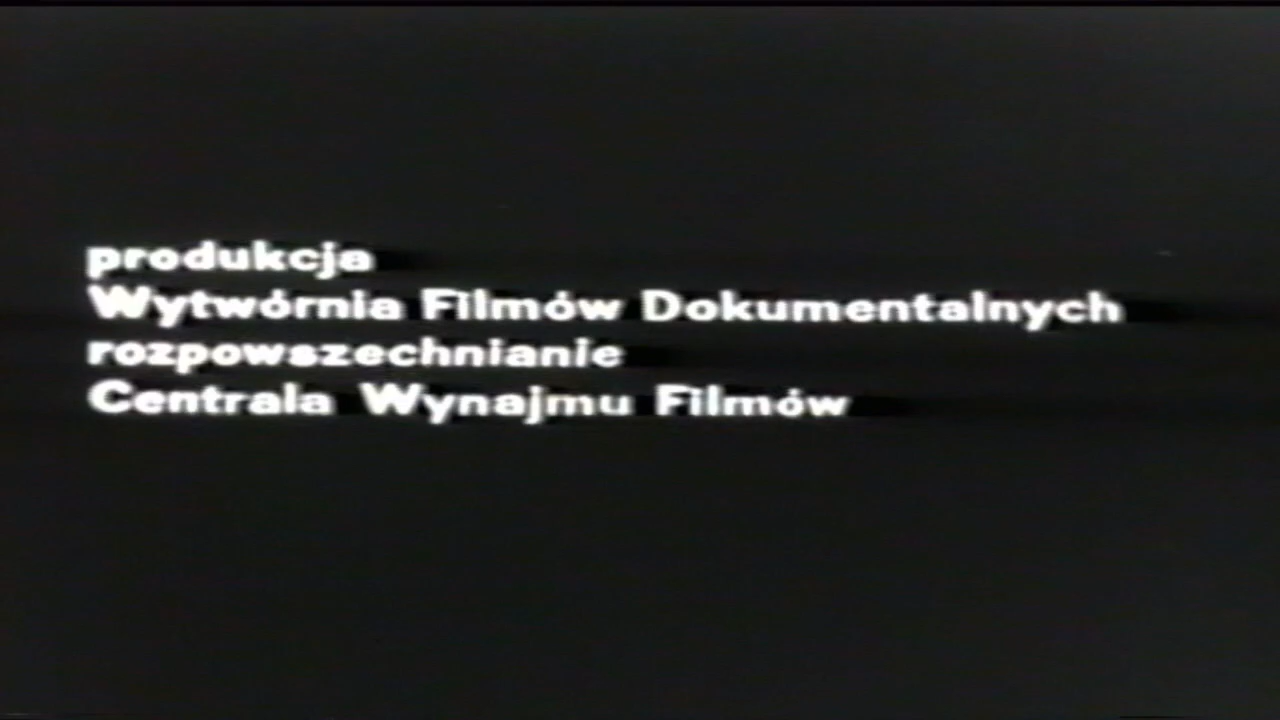 produkcja
Wytwórnia Filmów Dokumentalnych
rozpowszechnianie
Centrala Wynajmu Filmów